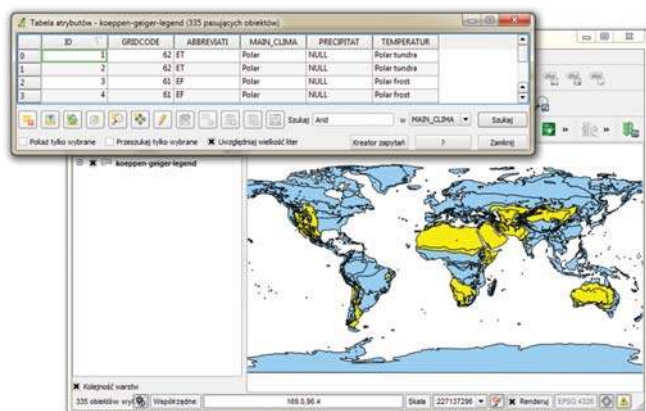 Tabela atrybutów - koeppen-geiger-legend (335 pasujących obiektów)
ID GRIDCODE ABBREVIATI MAIN_CLIMA PRECIPITAT TEMPERATUR
0 1 62 ET Polar NULL Polar tundra
1 2 62 ET Polar NULL Polar tundra
2 3 61 EF Polar NULL Polar frost
3 4 61 EF Polar NULL Polar frost
Szukaj Arid w MAIN_CLIMA Szukaj
Pokaż tylko wybrane Przeszukaj tylko wybrane Uwzględniaj wielkość liter Kreator zapytań ? Zamknij
koeppen-geiger-legend
Kolejność warstw
335 obiektów wył Współrzędne: 169.0,96.4 Skala 227137296 Renderuj EPSG 4326